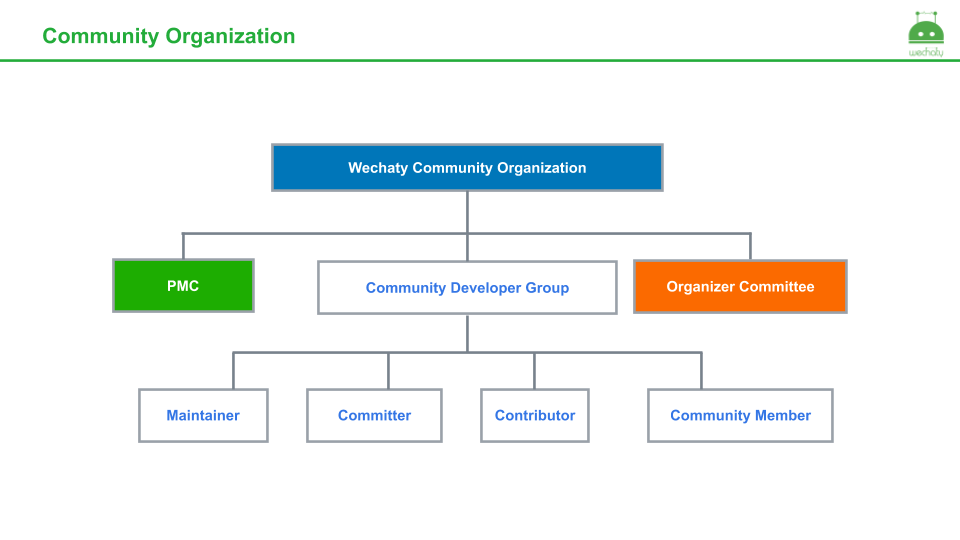 Community Organization
wechaty
Wechaty Community Organization
PMC
Community Developer Group
Organizer Committee
Maintainer
Committer
Contributor
Community Member